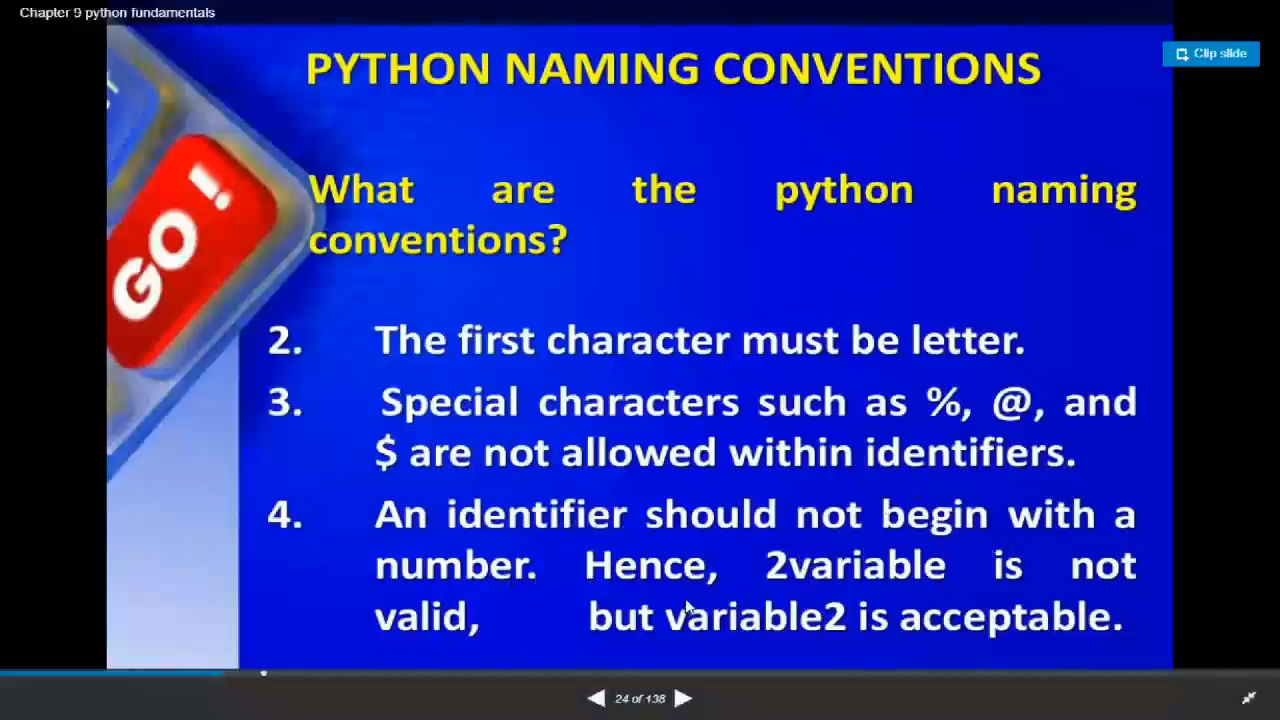 Chapter 9 python fundamentals
Clip slide
PYTHON NAMING CONVENTIONS
GO!
What are the python naming
conventions?
2. The first character must be letter.
3. Special characters such as %, @, and
$ are not allowed within identifiers.
4. An identifier should not begin with a
number. Hence, 2variable is not
valid, but variable2 is acceptable.
24 of 138